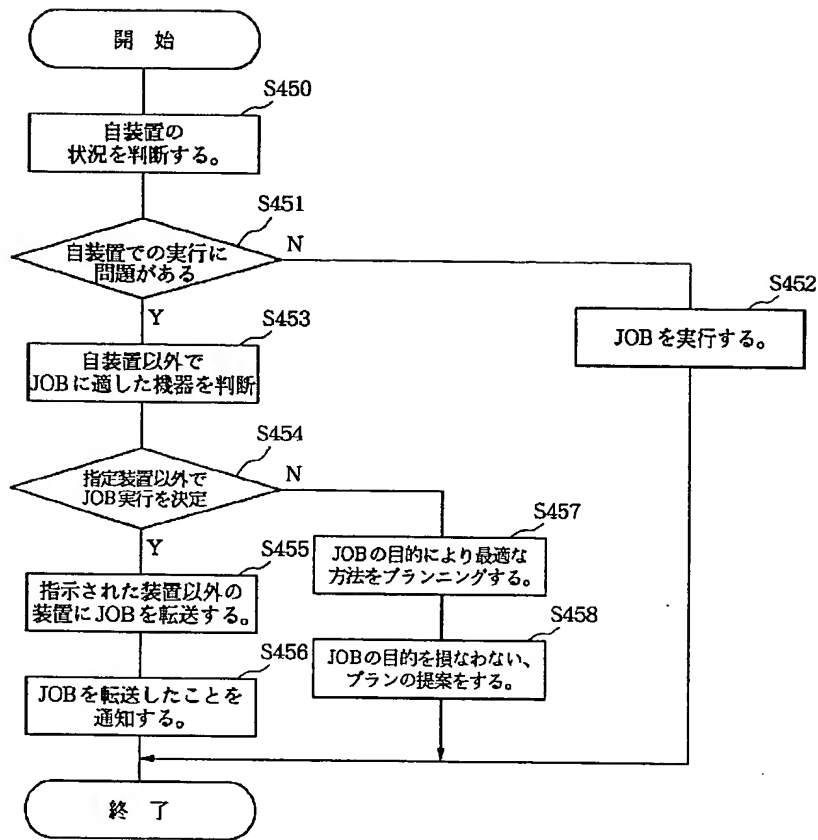 開 始
S450
自装置の
状況を判断する。
S451
自装置での実行に
問題がある
N
Y
S452
JOBを実行する。
S453
自装置以外で
JOBに適した機器を判断
S454
指定装置以外で
JOB実行を決定
N
Y
S455
指示された装置以外の
装置にJOBを転送する。
S456
JOBを転送したことを
通知する。
S457
JOBの目的により最適な
方法をプランニングする。
S458
JOBの目的を損なわない、
プランの提案をする。
終 了